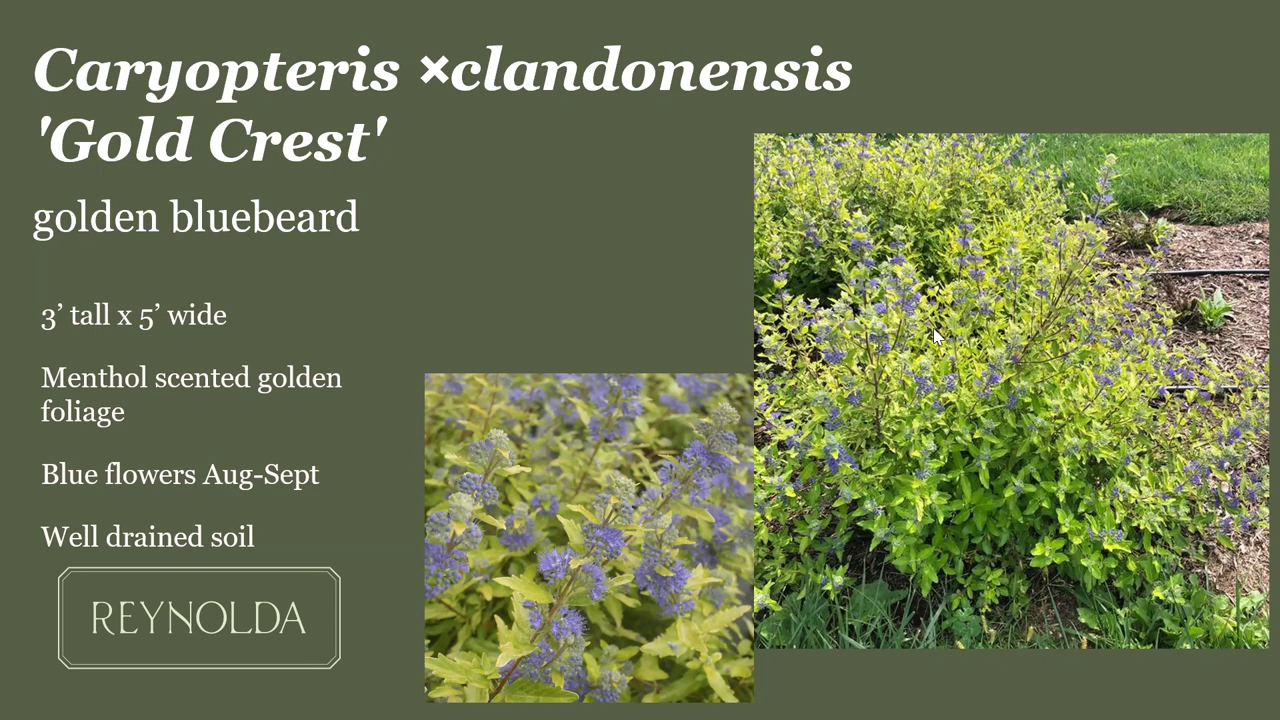 Caryopteris ×clandonensis
'Gold Crest'
golden bluebeard
3’ tall x 5’ wide
Menthol scented golden
foliage
Blue flowers Aug-Sept
Well drained soil
REYNOLDA